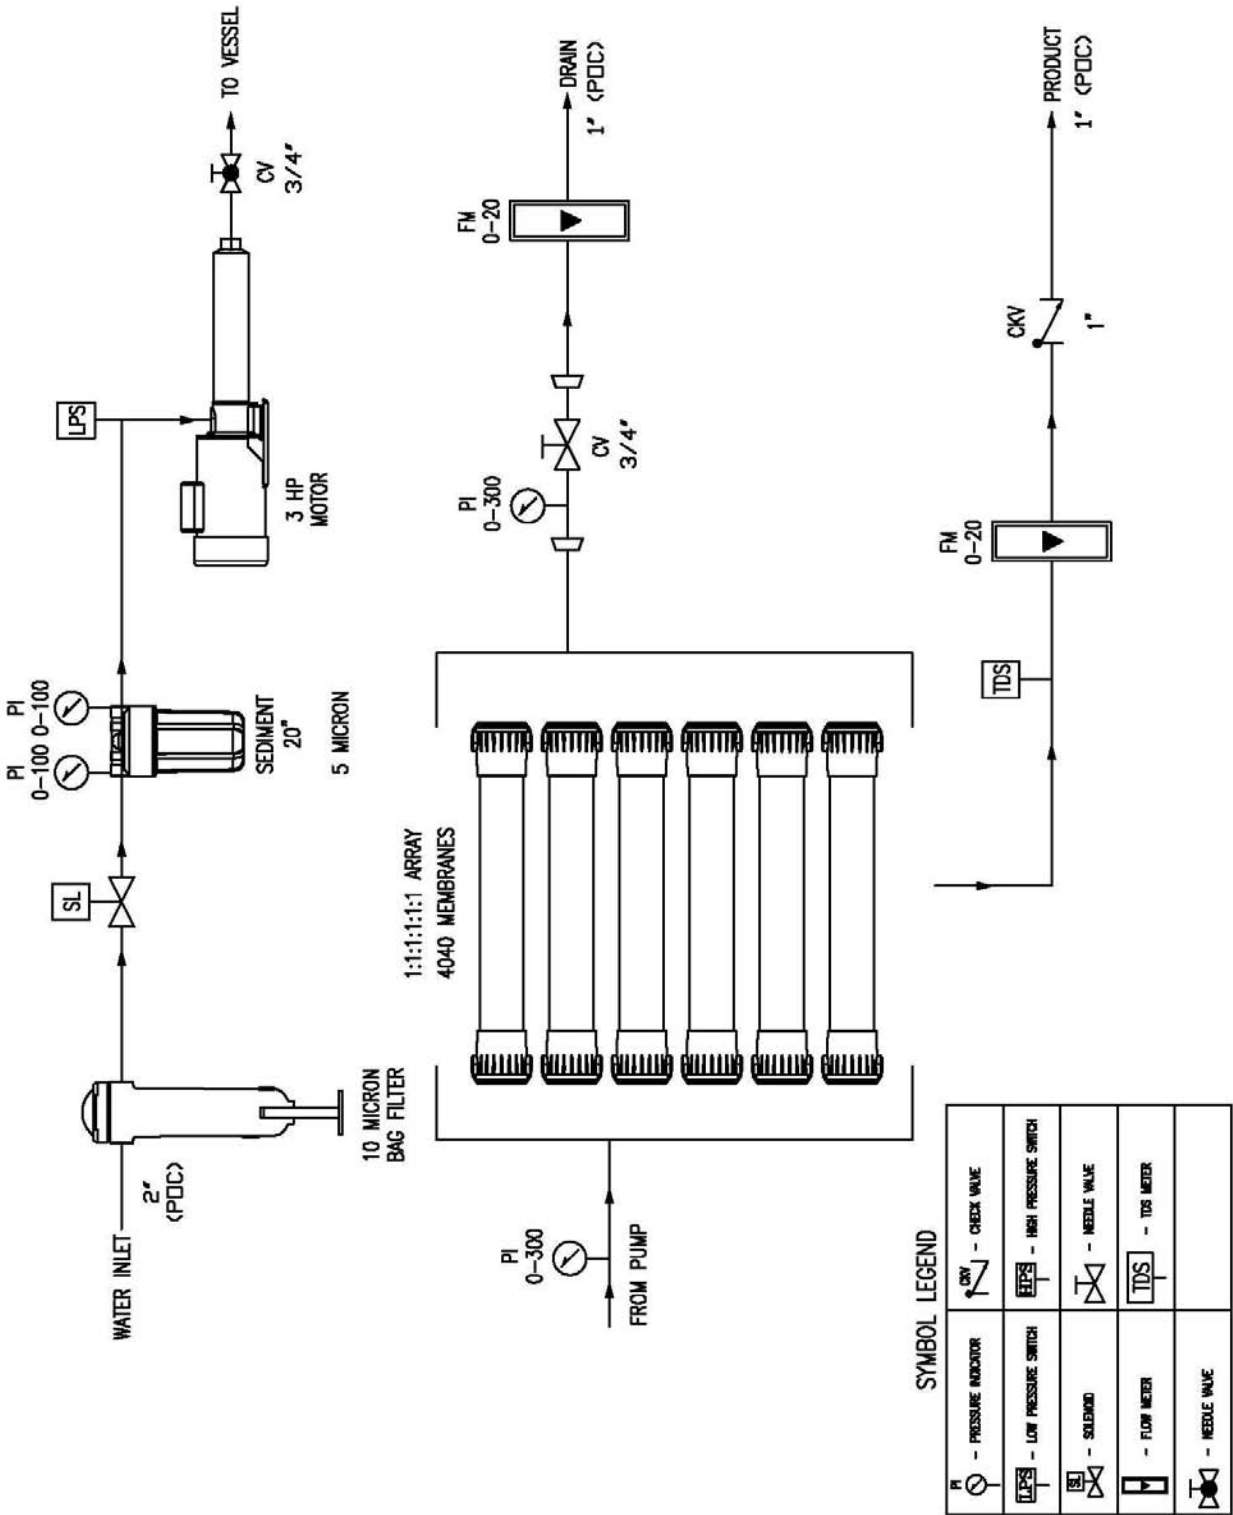 PI
0-100
PI
0-100
LPS
SL
TO VESSEL
CV
3/4"
WATER INLET
2"
(POC)
10 MICRON
BAG FILTER
SEDIMENT
20"
5 MICRON
3 HP
MOTOR
1:1:1:1:1:1 ARRAY
4040 MEMBRANES
PI
0-300
FROM PUMP
PI
0-300
CV
3/4"
FM
0-20
DRAIN
1" (POC)
TDS
FM
0-20
CKV
1"
PRODUCT
1" (POC)
SYMBOL LEGEND
PI - PRESSURE INDICATOR
CKV - CHECK VALVE
LPS - LOW PRESSURE SWITCH
HPS - HIGH PRESSURE SWITCH
SL - SOLENOID
- NEEDLE VALVE
- FLOW METER
TDS - TDS METER
- NEEDLE VALVE